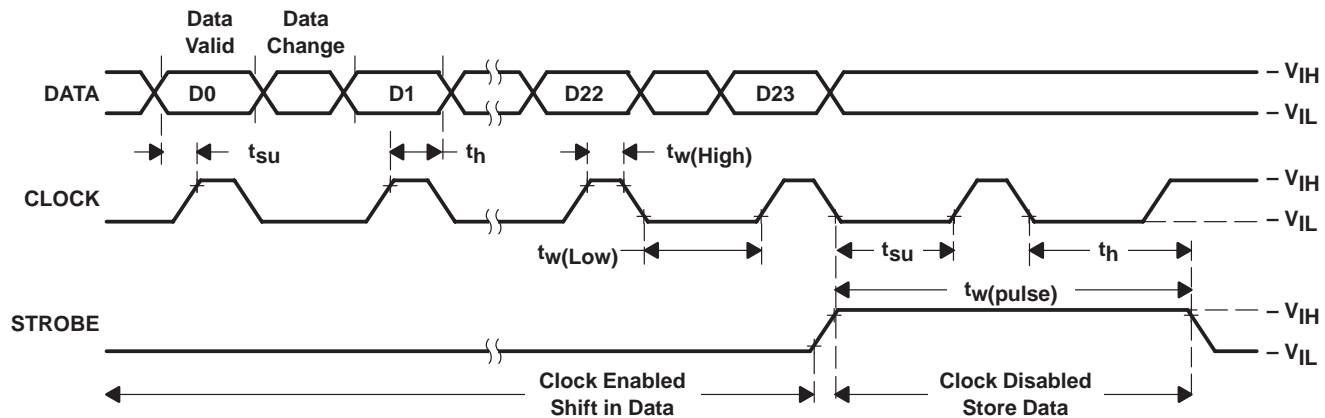 Data Valid
Data Change
DATA
D0
D1
D22
D23
– VIH
– VIL
tsu
th
tw(High)
CLOCK
– VIH
– VIL
tw(Low)
tsu
th
tw(pulse)
STROBE
– VIH
– VIL
Clock Enabled
Shift in Data
Clock Disabled
Store Data